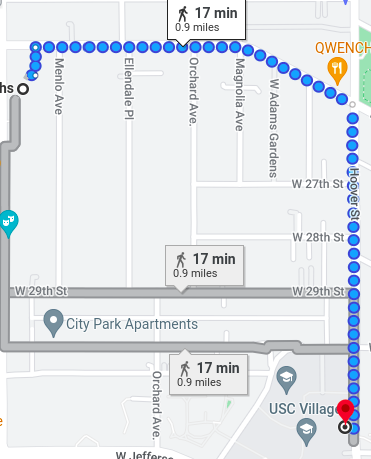 17 min
0.9 miles
QWENCH
hs
Menlo Ave
Ellendale Pl
Orchard Ave.
Magnolia Ave
W Adams Gardens
W 27th St
Hoover St
W 28th St
17 min
0.9 miles
W 29th St
W 29th St
City Park Apartments
W
17 min
0.9 miles
Orchard Ave.
USC Village
e
W Jeffers